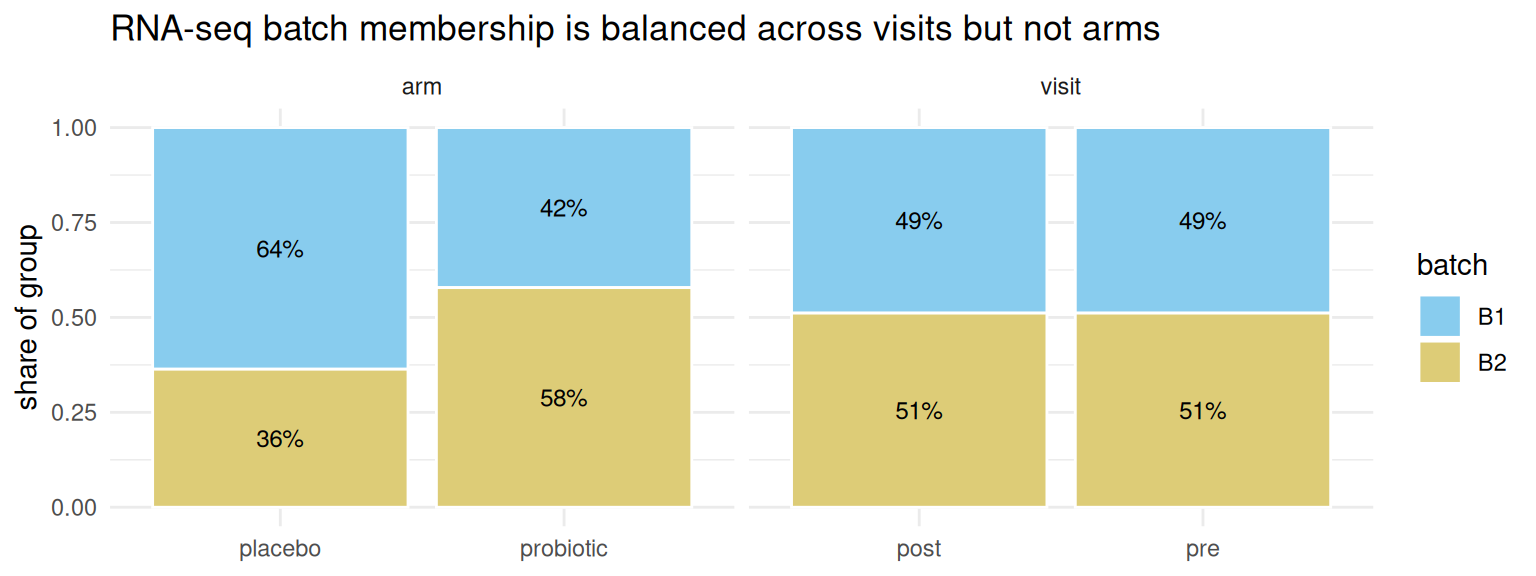 RNA-seq batch membership is balanced across visits but not arms
arm
visit
share of group
1.00
0.75
0.50
0.25
0.00
64%
36%
42%
58%
49%
51%
49%
51%
placebo
probiotic
post
pre
batch
B1
B2